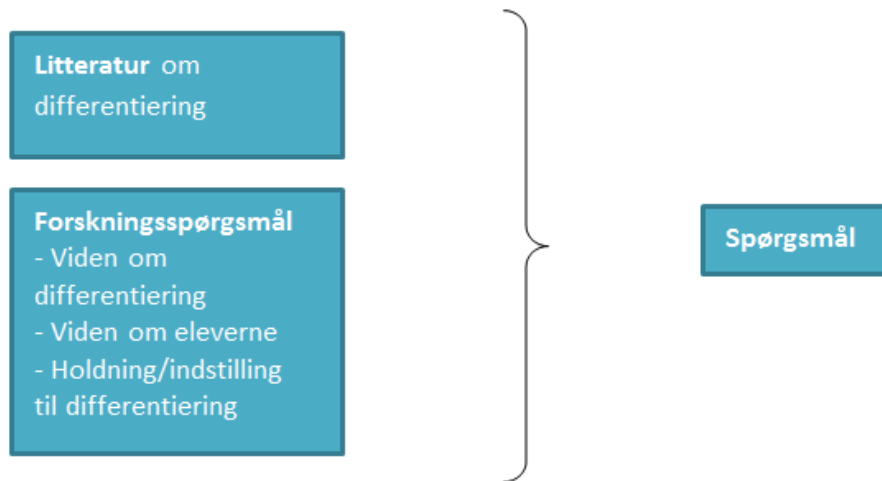 Litteratur om
differentiering
Forskningsspørgsmål
- Viden om
differentiering
- Viden om eleverne
- Holdning/indstilling
til differentiering
Spørgsmål